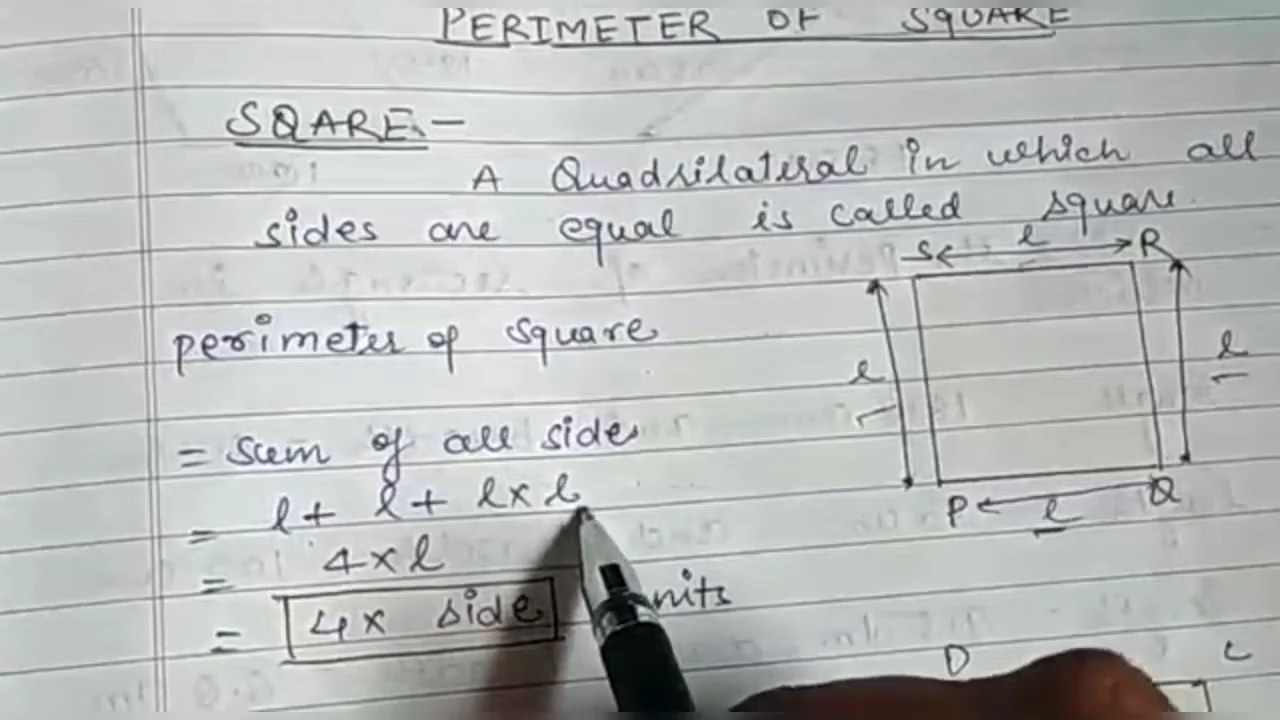 PERIMETER OF SQUARE
SQARE:-
A Quadrilateral in which all
sides are equal is called square.
S l R
perimeter of square
l
l
= sum of all side
= l + l + l x l
P l Q
= 4 x l
= 4 x side
D C